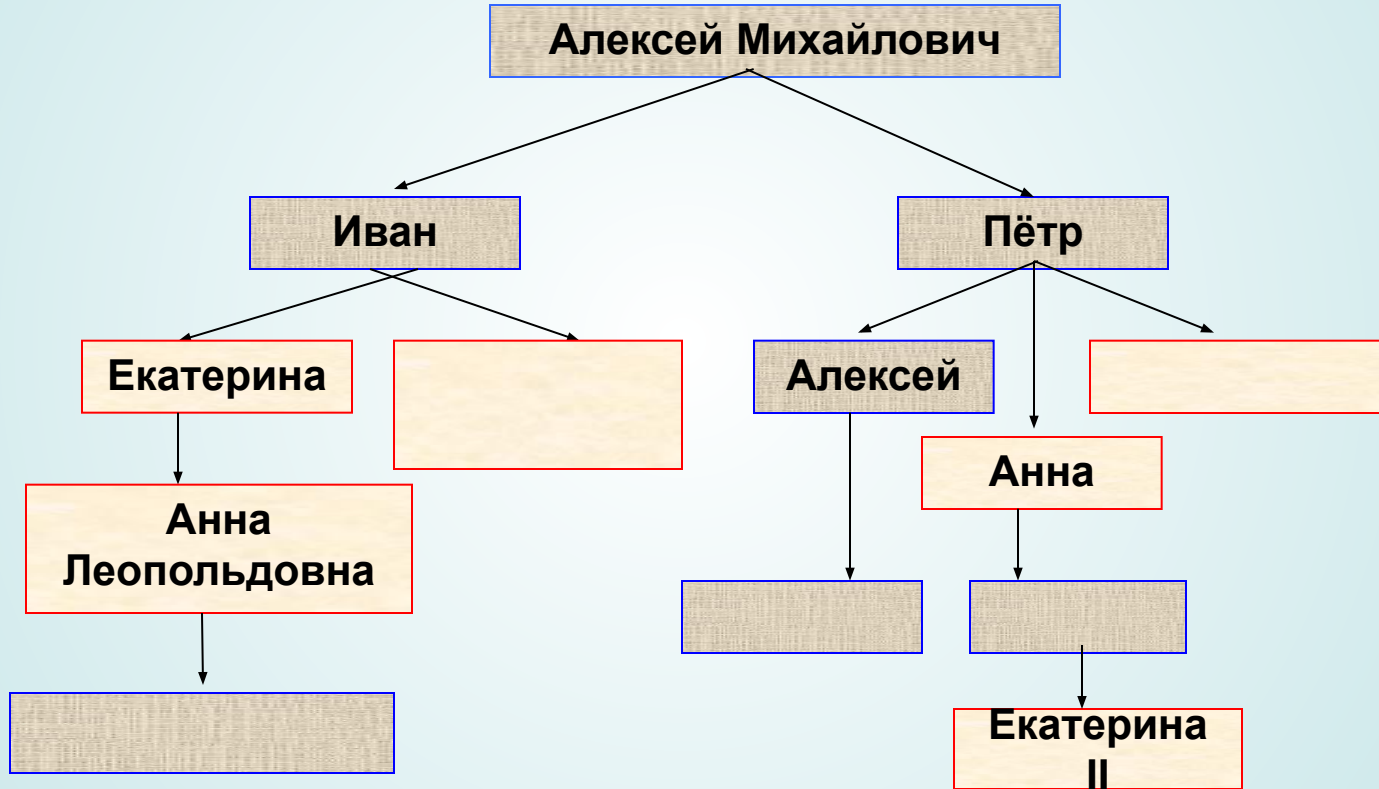 Алексей Михайлович
Иван
Пётр
Екатерина
Алексей
Анна
Анна
Леопольдовна
Екатерина
II